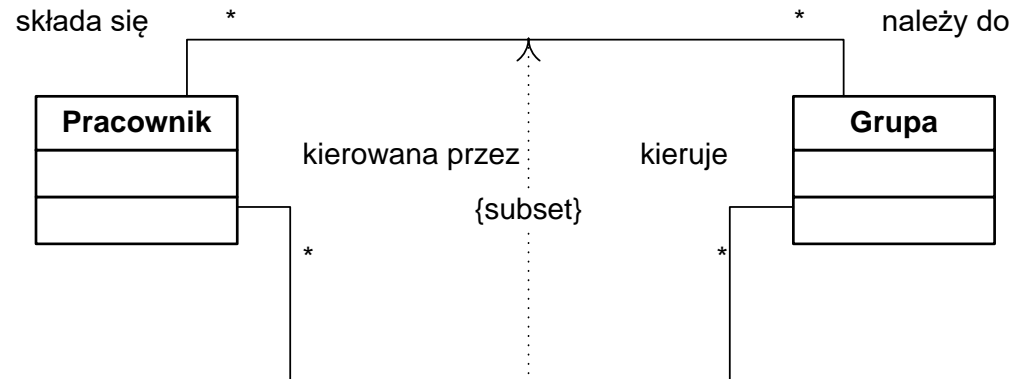 składa się * * należy do
Pracownik Grupa
kierowana przez kieruje
{subset}
* *